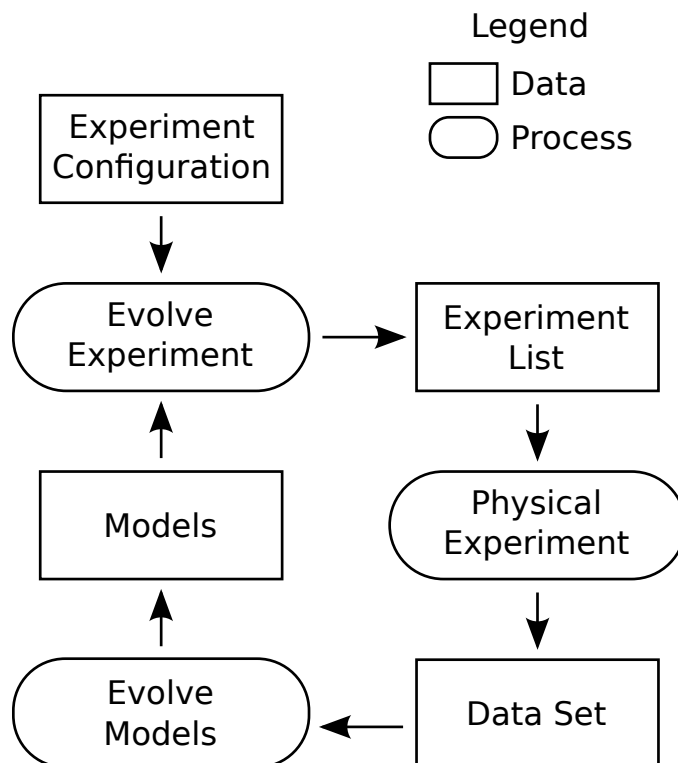 Legend
Data
Process
Experiment
Configuration
Evolve
Experiment
Experiment
List
Models
Physical
Experiment
Evolve
Models
Data Set